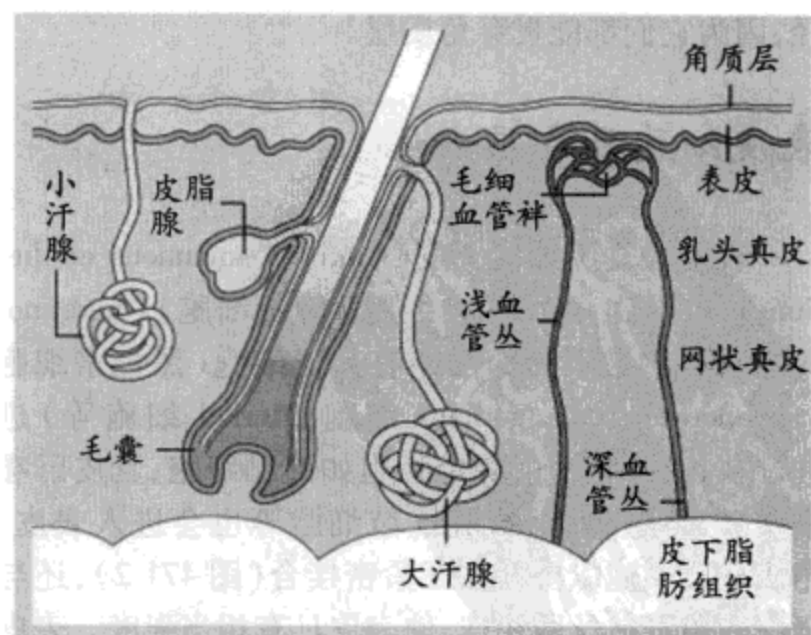 角质层
表皮
小汗腺
皮脂
腺
毛细
血管袢
乳头真皮
浅血
管丛
网状真皮
毛囊
深血
管丛
大汗腺
皮下脂
肪组织